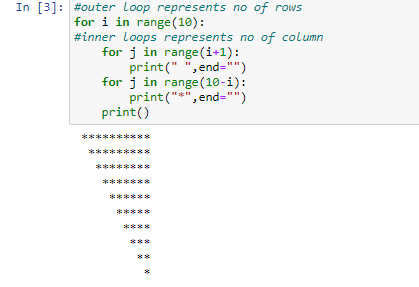 In [3]: #outer loop represents no of rows
for i in range(10):
#inner loops represents no of column
    for j in range(i+1):
        print(" ",end="")
    for j in range(10-i):
        print("*",end="")
    print()
 **********
  *********
   ********
    *******
     ******
      *****
       ****
        ***
         **
          *